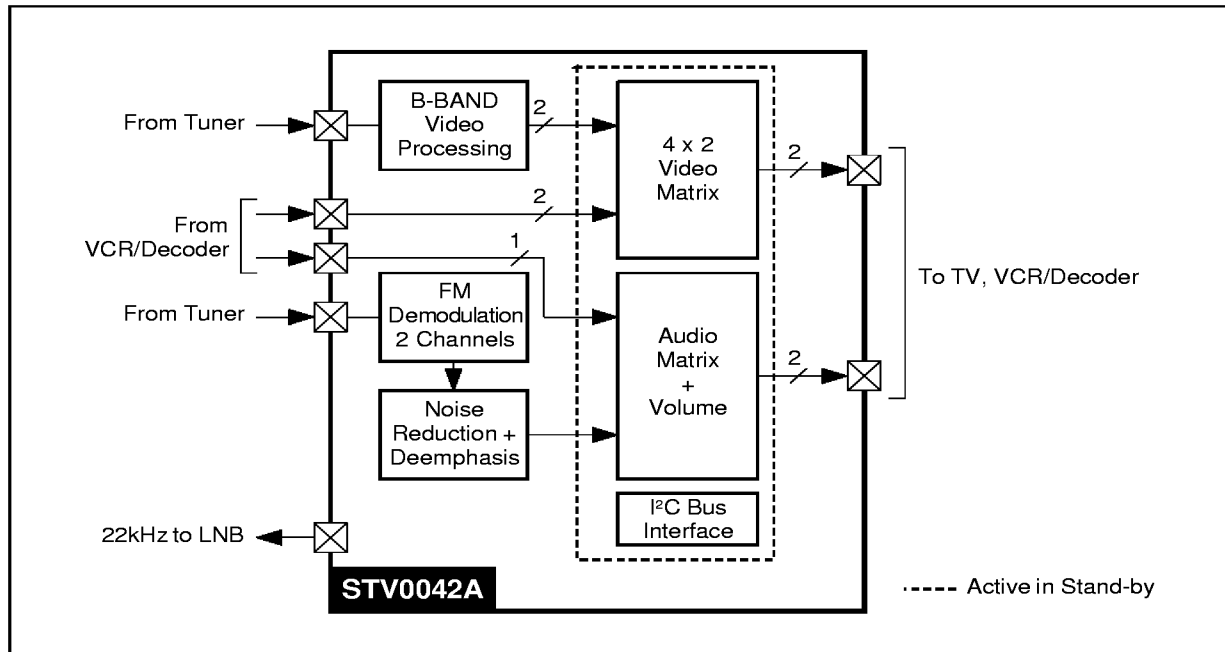 From Tuner
B-BAND
Video
Processing
2
4 x 2
Video
Matrix
2
From
VCR/Decoder
2
1
To TV, VCR/Decoder
From Tuner
FM
Demodulation
2 Channels
Audio
Matrix
+
Volume
2
Noise
Reduction +
Deemphasis
I²C Bus
Interface
22kHz to LNB
STV0042A
Active in Stand-by